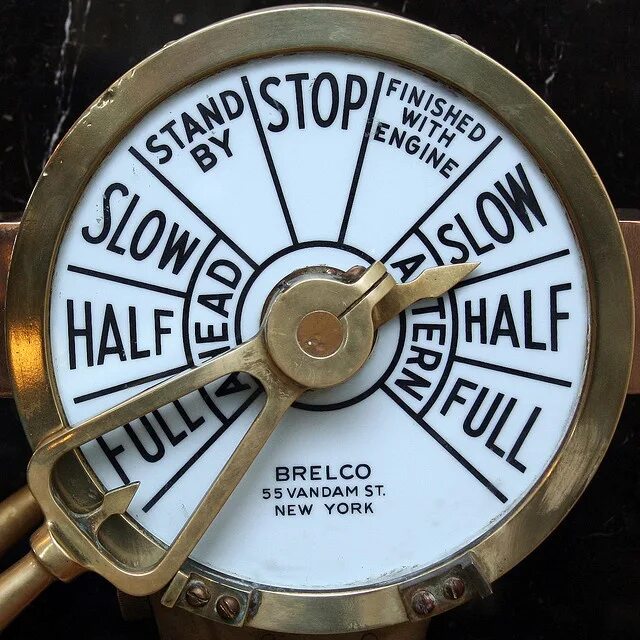 STOP
STAND
BY
FINISHED
WITH
ENGINE
SLOW
SLOW
HALF
AHEAD
ASTERN
HALF
FULL
FULL
BRELCO
55 VANDAM ST.
NEW YORK